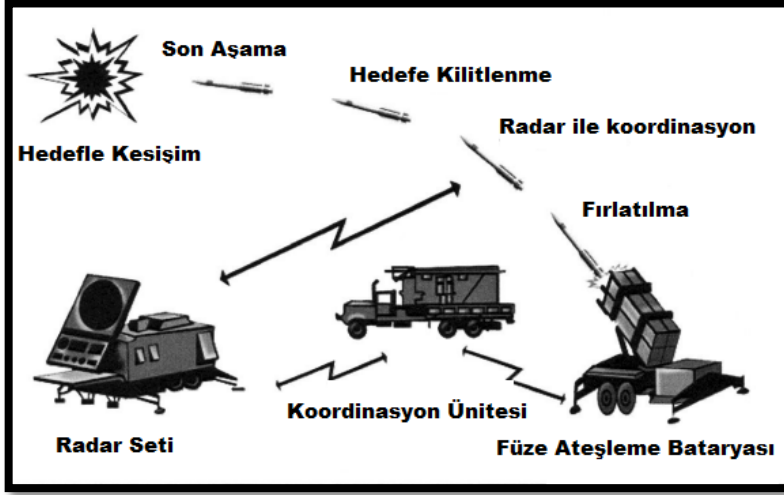 Son Aşama
Hedefe Kilitlenme
Hedefle Kesişim
Radar ile koordinasyon
Fırlatılma
Koordinasyon Ünitesi
Radar Seti
Füze Ateşleme Bataryası